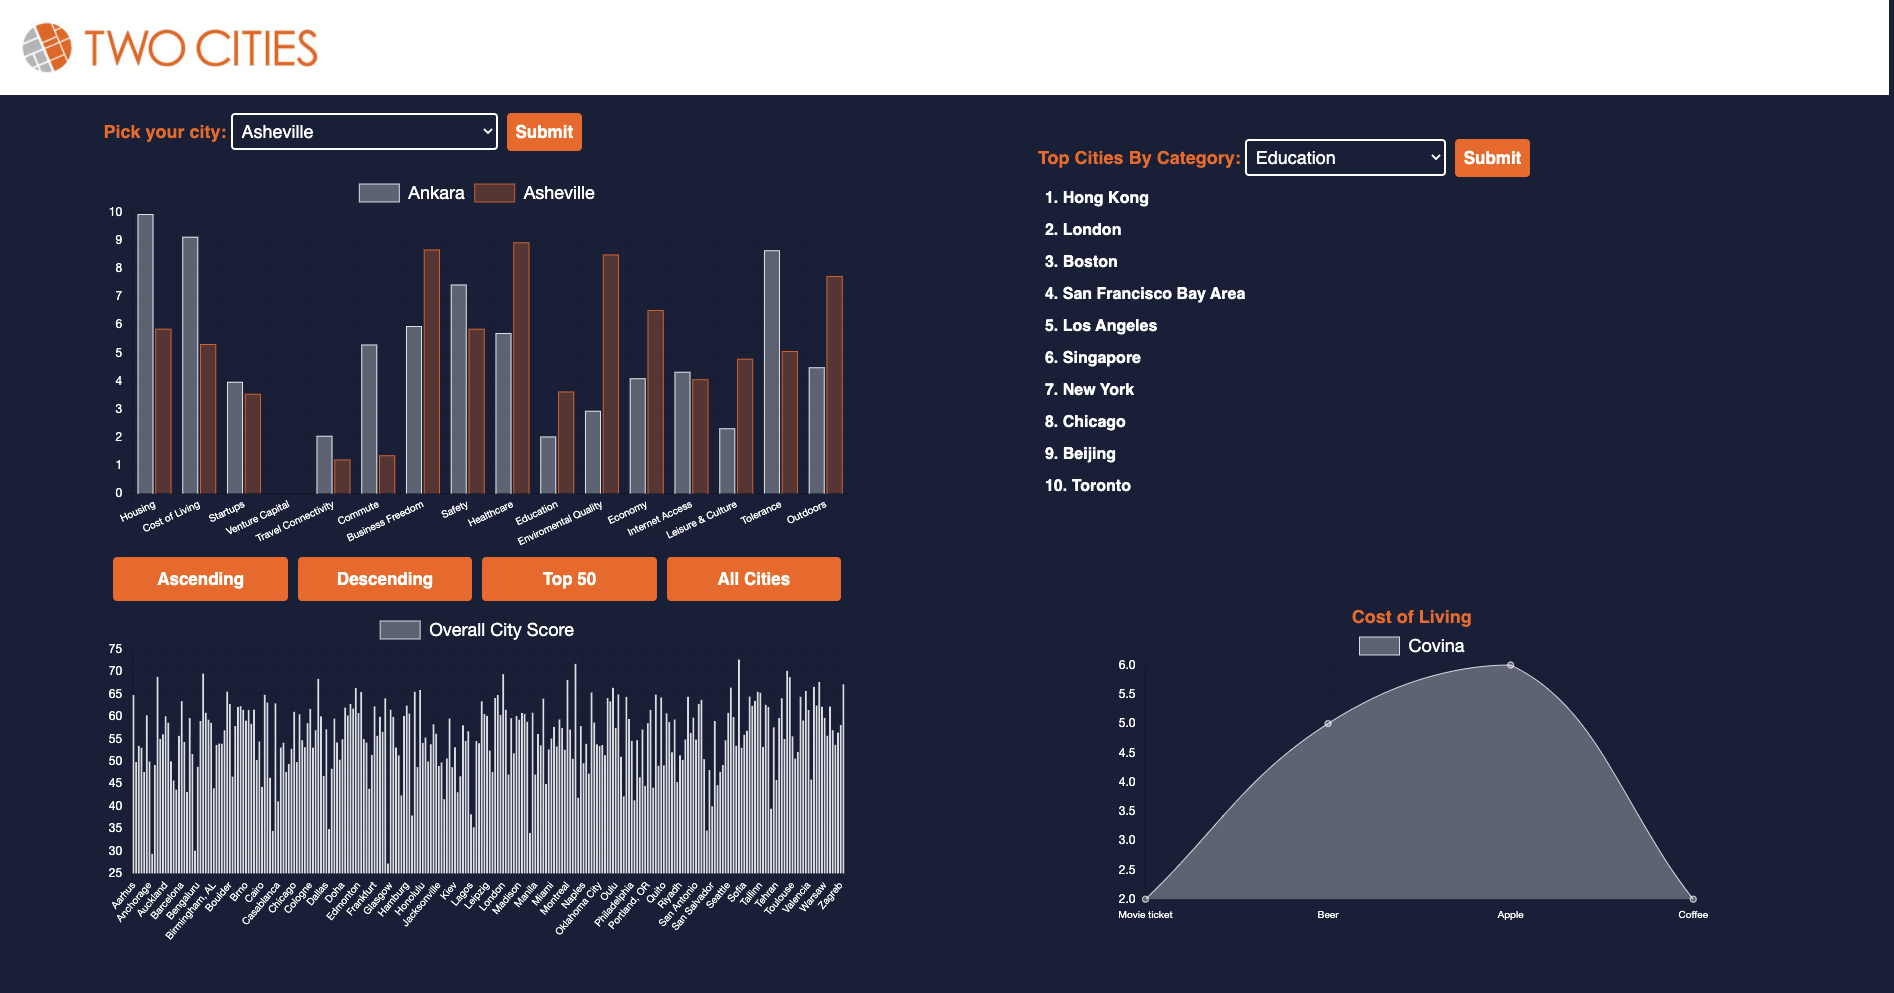 TWO CITIES
Pick your city: Asheville Submit
Ankara Asheville
10
9
8
7
6
5
4
3
2
1
0
Housing
Cost of Living
Startups
Venture Capital
Travel Connectivity
Commute
Business Freedom
Safety
Healthcare
Education
Enviromental Quality
Economy
Internet Access
Leisure & Culture
Tolerance
Outdoors
Ascending Descending Top 50 All Cities
Overall City Score
75
70
65
60
55
50
45
40
35
30
25
Aarhus
Anchorage
Auckland
Barcelona
Bengaluru
Birmingham, AL
Boulder
Brno
Cairo
Casablanca
Chicago
Cologne
Dallas
Doha
Edmonton
Frankfurt
Glasgow
Hamburg
Honolulu
Jacksonville
Kiev
Lagos
Leipzig
London
Madison
Manila
Miami
Montreal
Naples
Oklahoma City
Oulu
Philadelphia
Portland, OR
Quito
Riyadh
San Antonio
San Salvador
Seattle
Sofia
Tallinn
Tehran
Toulouse
Valencia
Warsaw
Zagreb
Top Cities By Category: Education Submit
1. Hong Kong
2. London
3. Boston
4. San Francisco Bay Area
5. Los Angeles
6. Singapore
7. New York
8. Chicago
9. Beijing
10. Toronto
Cost of Living
Covina
6.0
5.5
5.0
4.5
4.0
3.5
3.0
2.5
2.0
Movie ticket Beer Apple Coffee